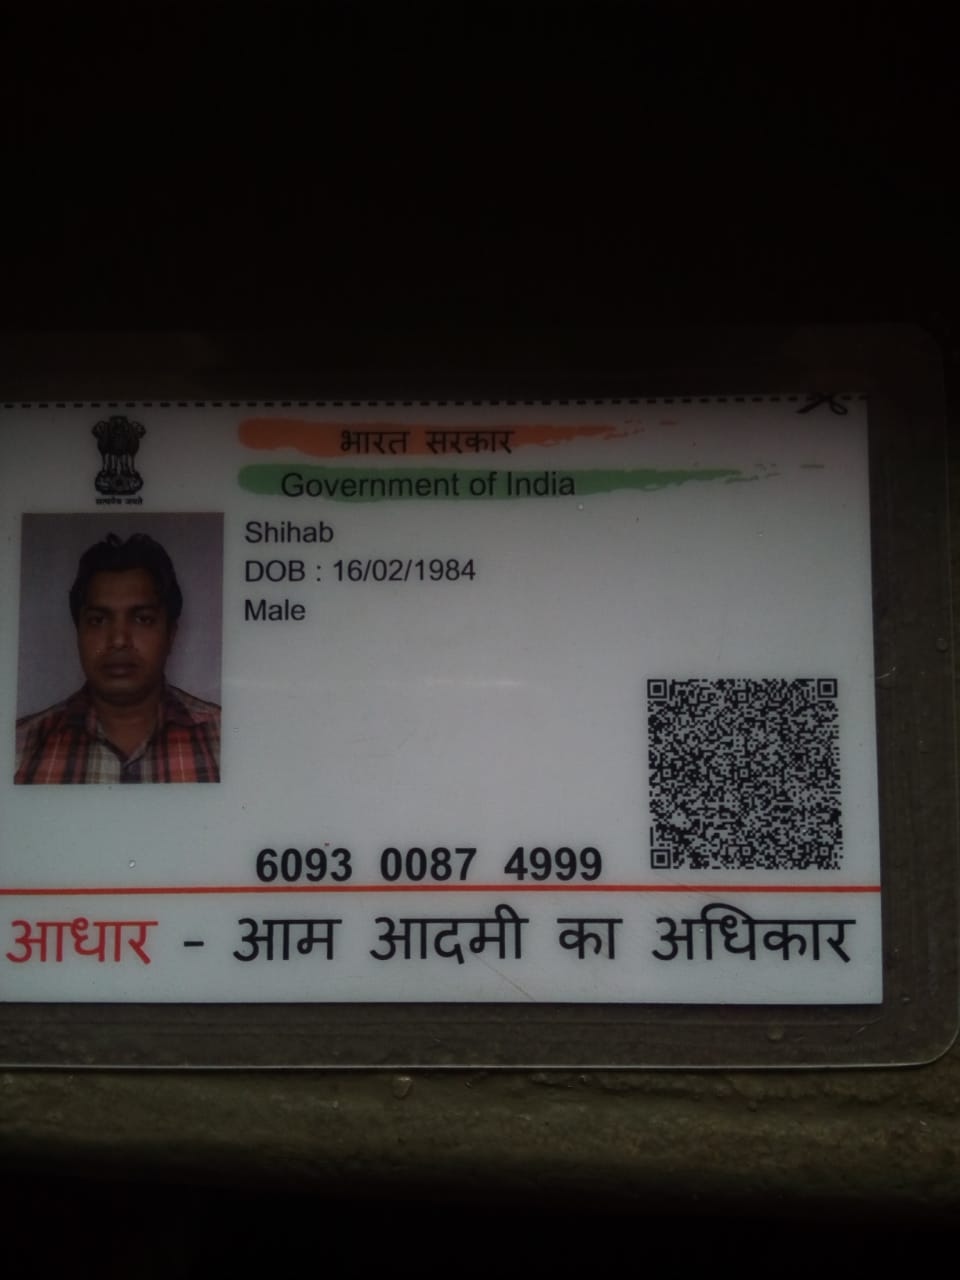 भारत सरकार
Government of India
सत्यमेव जयते
Shihab
DOB : 16/02/1984
Male
6093 0087 4999
आधार - आम आदमी का अधिकार